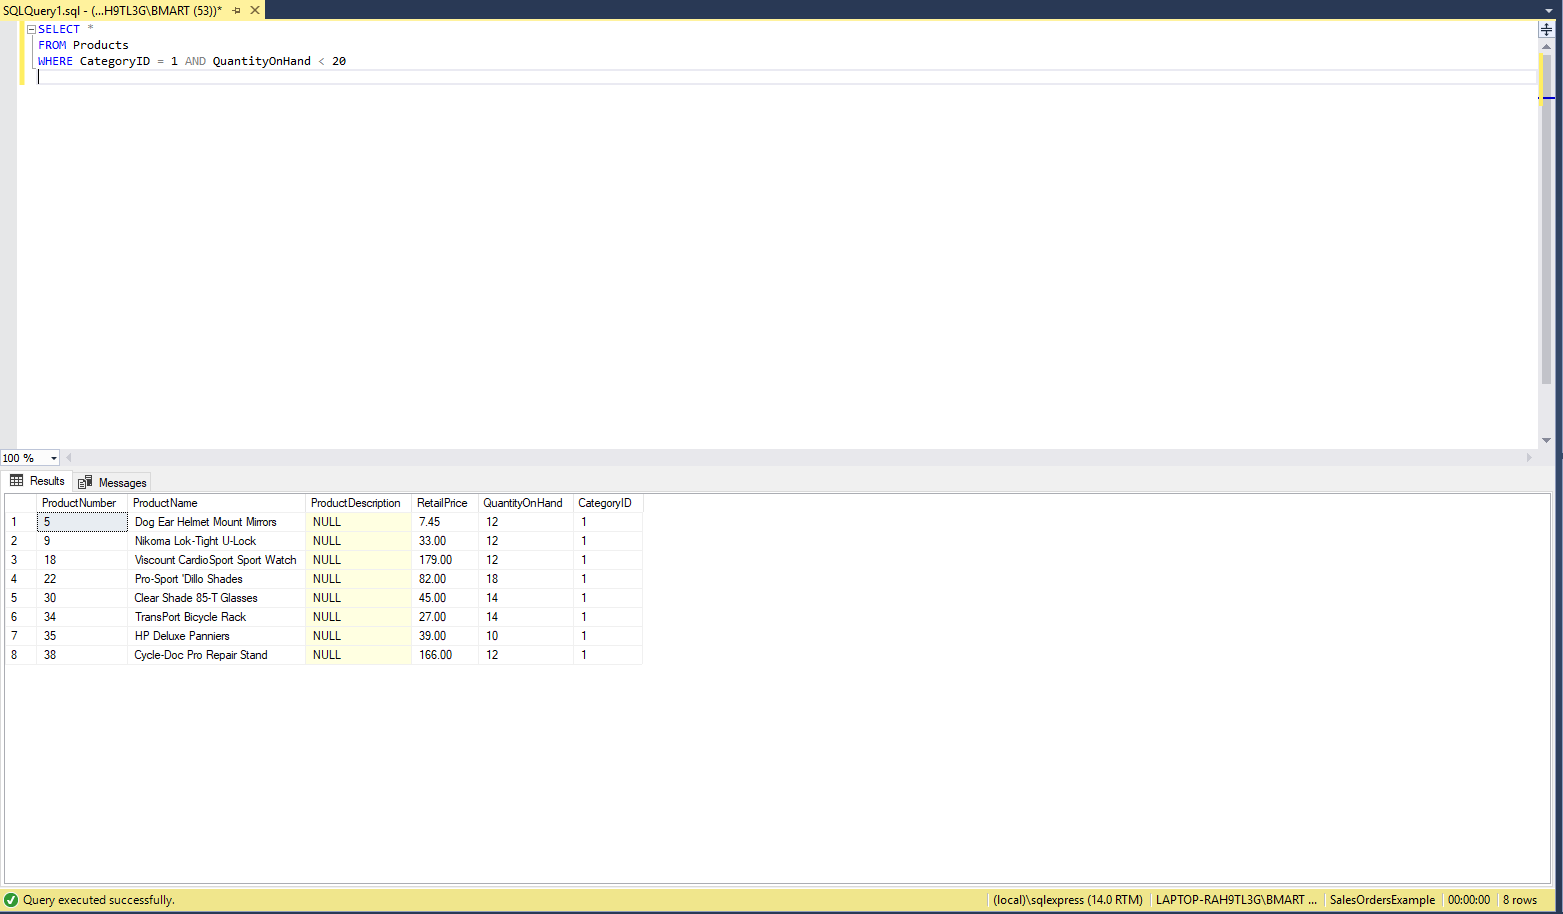 SQLQuery1.sql - (...H9TL3G\BMART (53))*
SELECT *
FROM Products
WHERE CategoryID = 1 AND QuantityOnHand < 20
100 %
Results Messages
ProductNumber ProductName ProductDescription RetailPrice QuantityOnHand CategoryID
1 5 Dog Ear Helmet Mount Mirrors NULL 7.45 12 1
2 9 Nikoma Lok-Tight U-Lock NULL 33.00 12 1
3 18 Viscount CardioSport Sport Watch NULL 179.00 12 1
4 22 Pro-Sport 'Dillo Shades NULL 82.00 18 1
5 30 Clear Shade 85-T Glasses NULL 45.00 14 1
6 34 TransPort Bicycle Rack NULL 27.00 14 1
7 35 HP Deluxe Panniers NULL 39.00 10 1
8 38 Cycle-Doc Pro Repair Stand NULL 166.00 12 1
Query executed successfully. (local)\sqlexpress (14.0 RTM) LAPTOP-RAH9TL3G\BMART ... SalesOrdersExample 00:00:00 8 rows